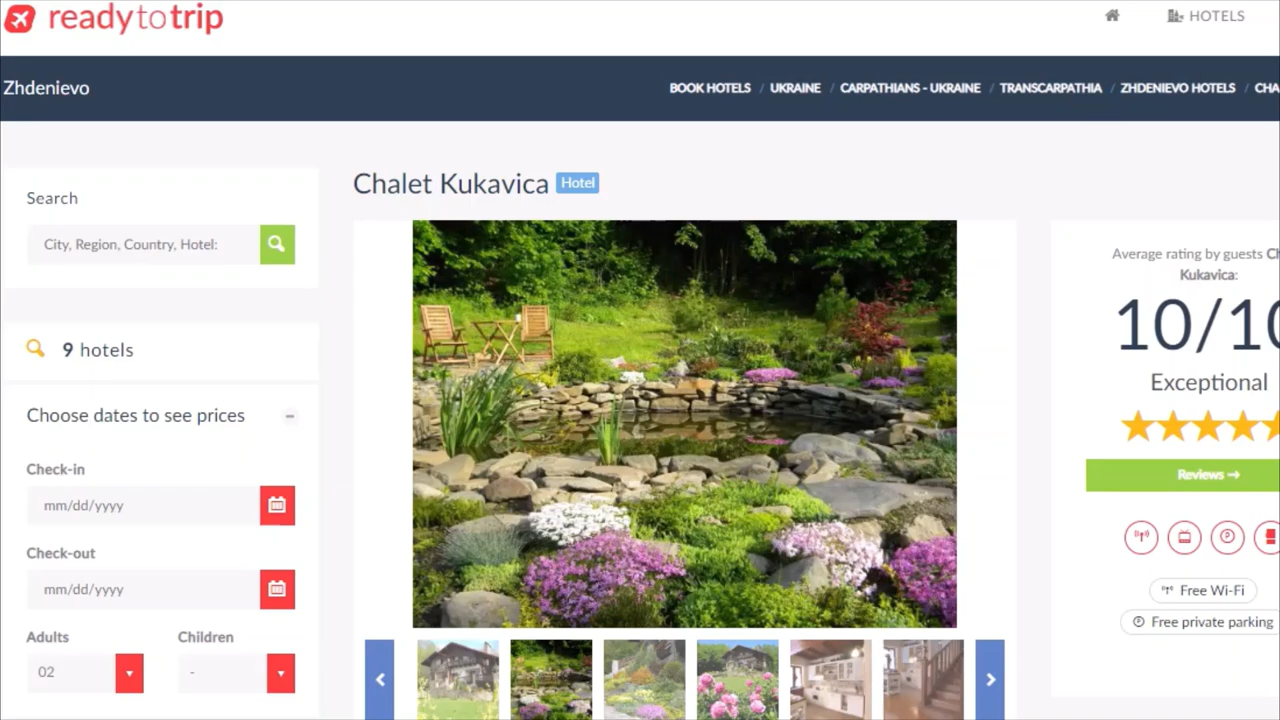 readytotrip
HOTELS
Zhdenievo
BOOK HOTELS / UKRAINE / CARPATHIANS - UKRAINE / TRANSCARPATHIA / ZHDENIEVO HOTELS / CHA
Chalet Kukavica Hotel
Search
City, Region, Country, Hotel:
9 hotels
Choose dates to see prices
Check-in
mm/dd/yyyy
Check-out
mm/dd/yyyy
Adults Children
02 -
Average rating by guests Ch
Kukavica:
10/10
Exceptional
Reviews →
Free Wi-Fi
Free private parking